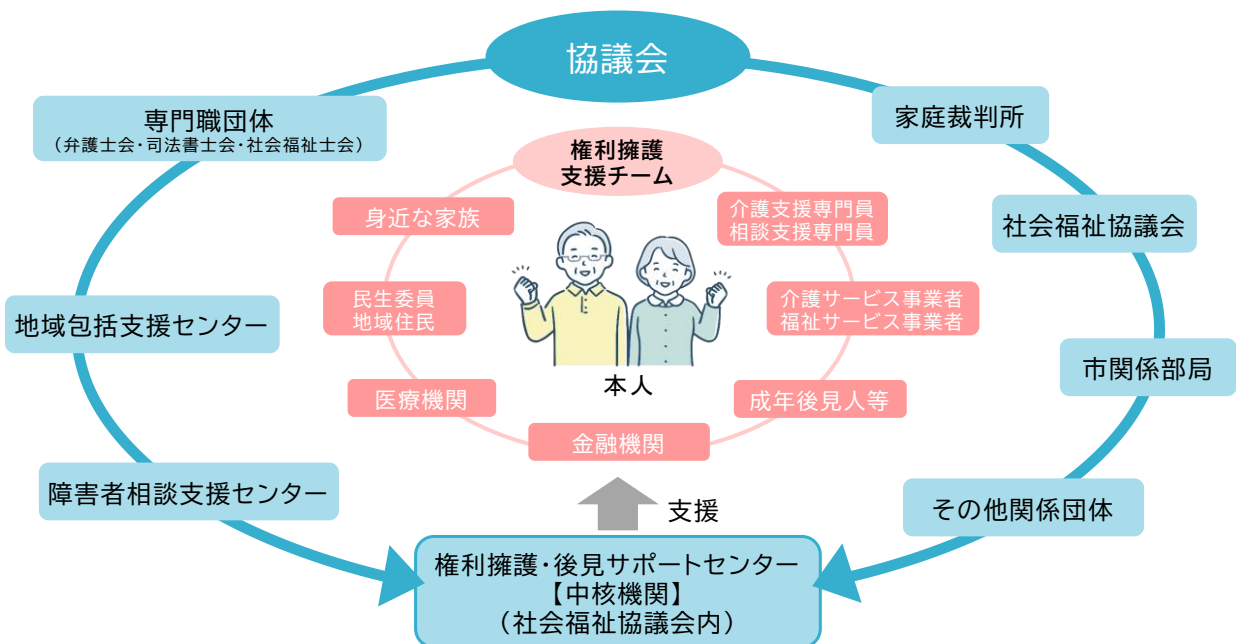 協議会
専門職団体
（弁護士会・司法書士会・社会福祉士会）
家庭裁判所
権利擁護
支援チーム
身近な家族
介護支援専門員
相談支援専門員
社会福祉協議会
民生委員
地域住民
介護サービス事業者
福祉サービス事業者
地域包括支援センター
市関係部局
本人
医療機関
成年後見人等
金融機関
障害者相談支援センター
支援
その他関係団体
権利擁護・後見サポートセンター
【中核機関】
（社会福祉協議会内）